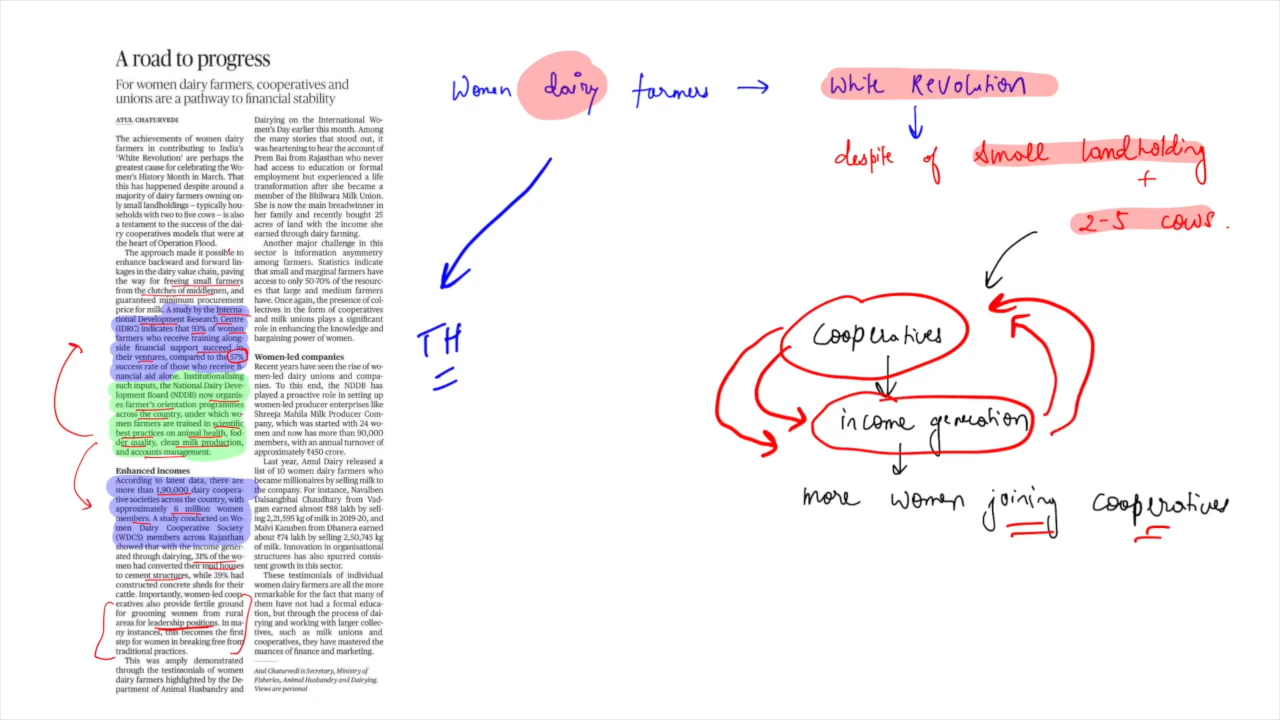 A road to progress
For women dairy farmers, cooperatives and
unions are a pathway to financial stability
ATUL CHATURVEDI
The achievements of women dairy
farmers in contributing to India's
'White Revolution' are perhaps the
greatest cause for celebrating the Wo-
men's History Month in March. That
this has happened despite around a
majority of dairy farmers owning on-
ly small landholdings – typically hou-
seholds with two to five cows – is also
a testament to the success of the dai-
ry cooperatives models that were at
the heart of Operation Flood.
The approach made it possible to
enhance backward and forward lin-
kages in the dairy value chain, paving
the way for freeing small farmers
from the clutches of middlemen, and
guaranteed minimum procurement
price for milk. A study by the Interna-
tional Development Research Centre
(IDRC) indicates that 93% of women
farmers who receive training along-
side financial support succeed in
their ventures, compared to the 57%
success rate of those who receive fi-
nancial aid alone. Institutionalising
such inputs, the National Dairy Deve-
lopment Board (NDDB) now organis-
es farmer's orientation programmes
across the country, under which wo-
men farmers are trained in scientific
best practices on animal health, fod-
der quality, clean milk production,
and accounts management.
Enhanced incomes
According to latest data, there are
more than 1,90,000 dairy coopera-
tive societies across the country, with
approximately 6 million women
members. A study conducted on Wo-
men Dairy Cooperative Society
(WDCS) members across Rajasthan
showed that with the income gener-
ated through dairying, 31% of the wo-
men had converted their mud houses
to cement structures, while 39% had
constructed concrete sheds for their
cattle. Importantly, women-led coop-
eratives also provide fertile ground
for grooming women from rural
areas for leadership positions. In ma-
ny instances, this becomes the first
step for women in breaking free from
traditional practices.
This was amply demonstrated
through the testimonials of women
dairy farmers highlighted by the De-
partment of Animal Husbandry and
Dairying on the International Wo-
men's Day earlier this month. Among
the many stories that stood out, it
was heartening to hear the account of
Prem Bai from Rajasthan who never
had access to education or formal
employment but experienced a life
transformation after she became a
member of the Bhilwara Milk Union.
She is now the main breadwinner in
her family and recently bought 25
acres of land with the income she
earned through dairy farming.
Another major challenge in this
sector is information asymmetry
among farmers. Statistics indicate
that small and marginal farmers have
access to only 50-70% of the resourc-
es that large and medium farmers
have. Once again, the presence of col-
lectives in the form of cooperatives
and milk unions plays a significant
role in enhancing the knowledge and
bargaining power of women.
Women-led companies
Recent years have seen the rise of wo-
men-led dairy unions and compa-
nies. To this end, the NDDB has
played a proactive role in setting up
women-led producer enterprises like
Shreeja Mahila Milk Producer Com-
pany, which was started with 24 wo-
men and now has more than 90,000
members, with an annual turnover of
approximately ₹450 crore.
Last year, Amul Dairy released a
list of 10 women dairy farmers who
became millionaires by selling milk to
the company. For instance, Navalben
Dalsangbhai Chaudhary from Vad-
gam earned almost ₹88 lakh by sell-
ing 2,21,595 kg of milk in 2019-20, and
Malvi Kanuben from Dhanera earned
about ₹74 lakh by selling 2,50,745 kg
of milk. Innovation in organisational
structures has also spurred consis-
tent growth in this sector.
These testimonials of individual
women dairy farmers are all the more
remarkable for the fact that many of
them have not had a formal educa-
tion, but through the process of dai-
rying and working with larger collec-
tives, such as milk unions and
cooperatives, they have mastered the
nuances of finance and marketing.
Atul Chaturvedi is Secretary, Ministry of
Fisheries, Animal Husbandry and Dairying.
Views are personal
Women dairy farmers → White Revolution
despite of small landholding
+
2-5 cows.
TH
cooperatives
income generation
more women joining cooperatives